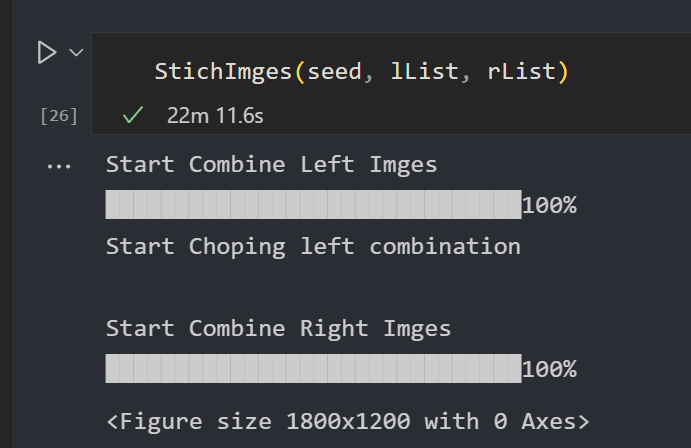 StichImges(seed, lList, rList)
[26]
22m 11.6s
Start Combine Left Imges
100%
Start Choping left combination
Start Combine Right Imges
100%
<Figure size 1800x1200 with 0 Axes>